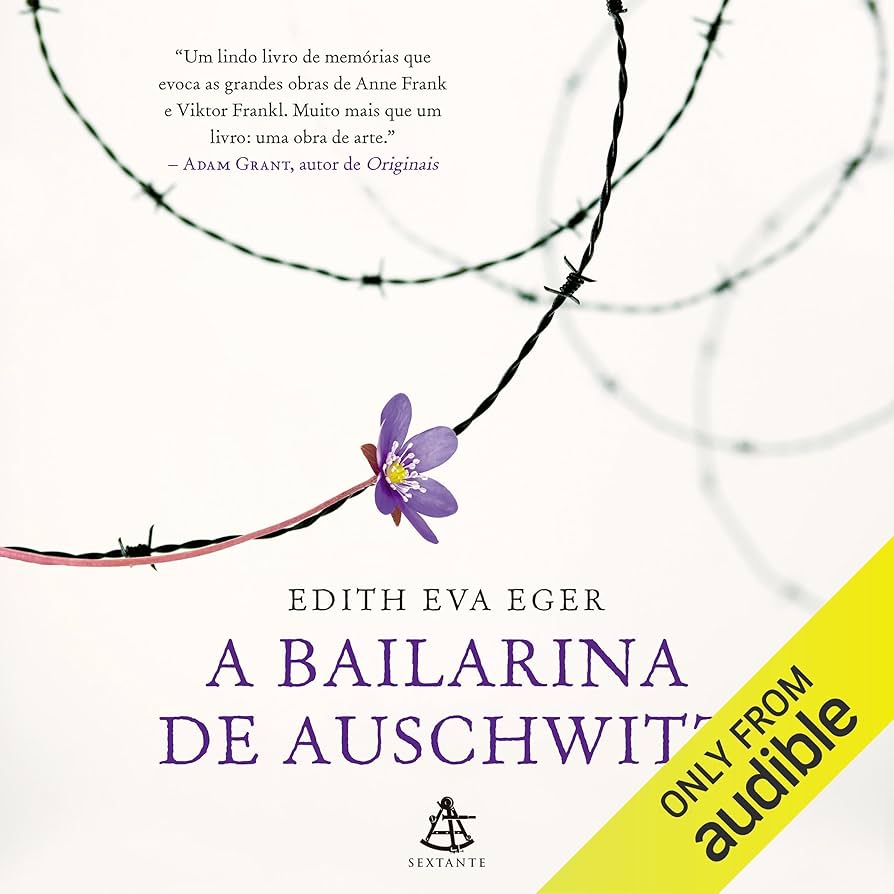 “Um lindo livro de memórias que
evoca as grandes obras de Anne Frank
e Viktor Frankl. Muito mais que um
livro: uma obra de arte.”
– ADAM GRANT, autor de Originais
EDITH EVA EGER
A BAILARINA
DE AUSCHWITZ
SEXTANTE
ONLY FROM
audible